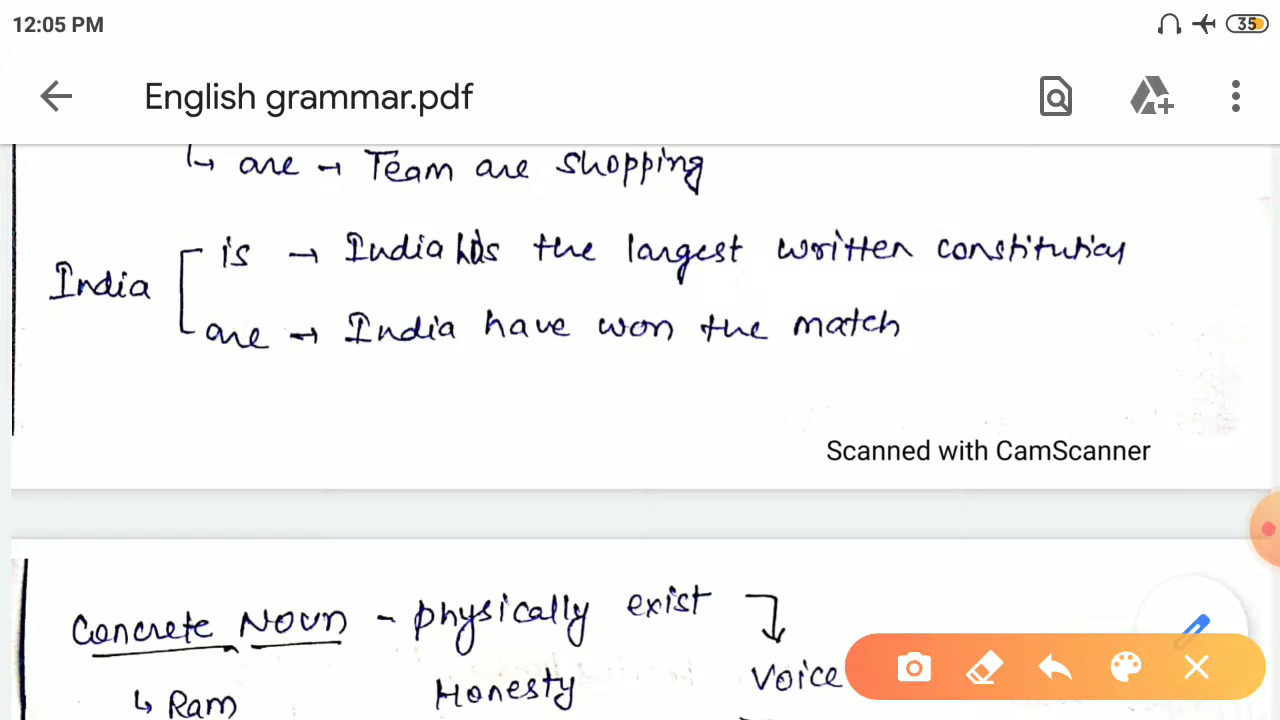 12:05 PM
35
English grammar.pdf
↳ are → Team are shopping
India
is → India has the largest written constitution
are → India have won the match
Scanned with CamScanner
Concrete Noun - physically exist
↳ Ram Honesty Voice